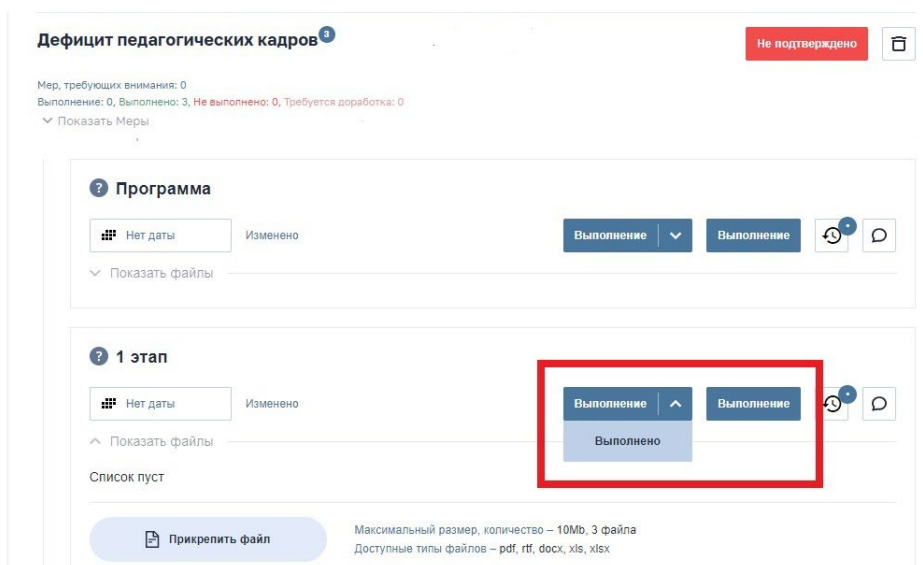 Дефицит педагогических кадров 3
Не подтверждено
Мер, требующих внимания: 0
Выполнение: 0, Выполнено: 3, Не выполнено: 0, Требуется доработка: 0
Показать Меры
? Программа
Нет даты Изменено Выполнение Выполнение
Показать файлы
? 1 этап
Нет даты Изменено Выполнение Выполнение
Выполнено
Показать файлы
Список пуст
Прикрепить файл
Максимальный размер, количество – 10Mb, 3 файла
Доступные типы файлов – pdf, rtf, docx, xls, xlsx